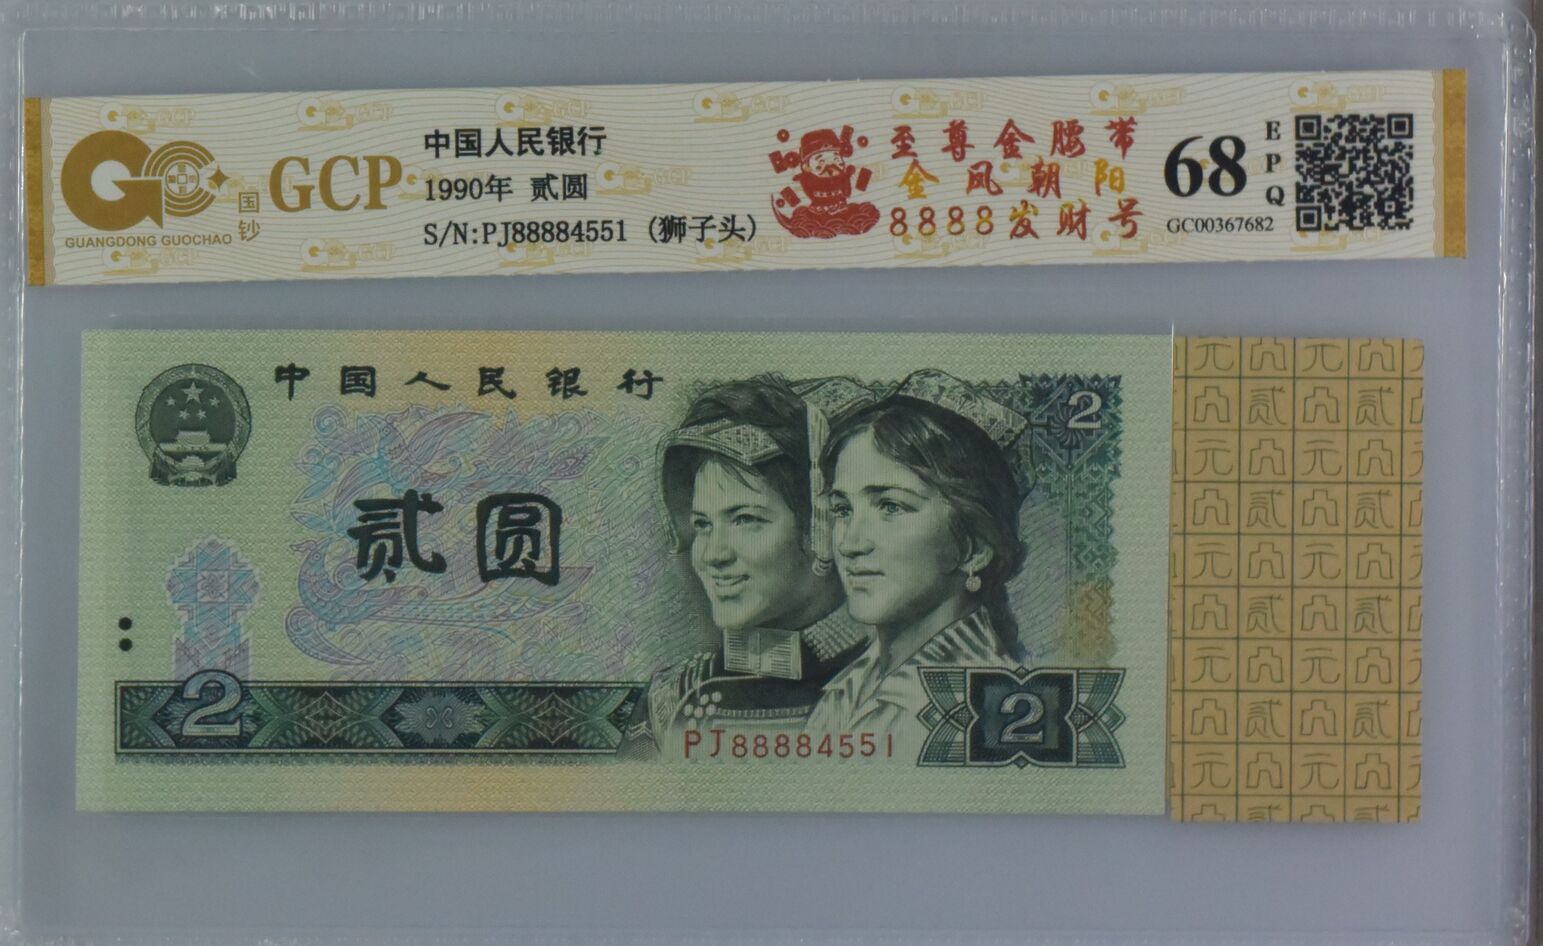 GCP
国钞
GUANGDONG GUOCHAO
中国人民银行
1990年 贰圆
S/N:PJ88884551 (狮子头)
至尊金腰带
金凤朝阳
8888发财号
68
EPQ
GC00367682
中国人民银行
贰圆
2
2
2
PJ88884551